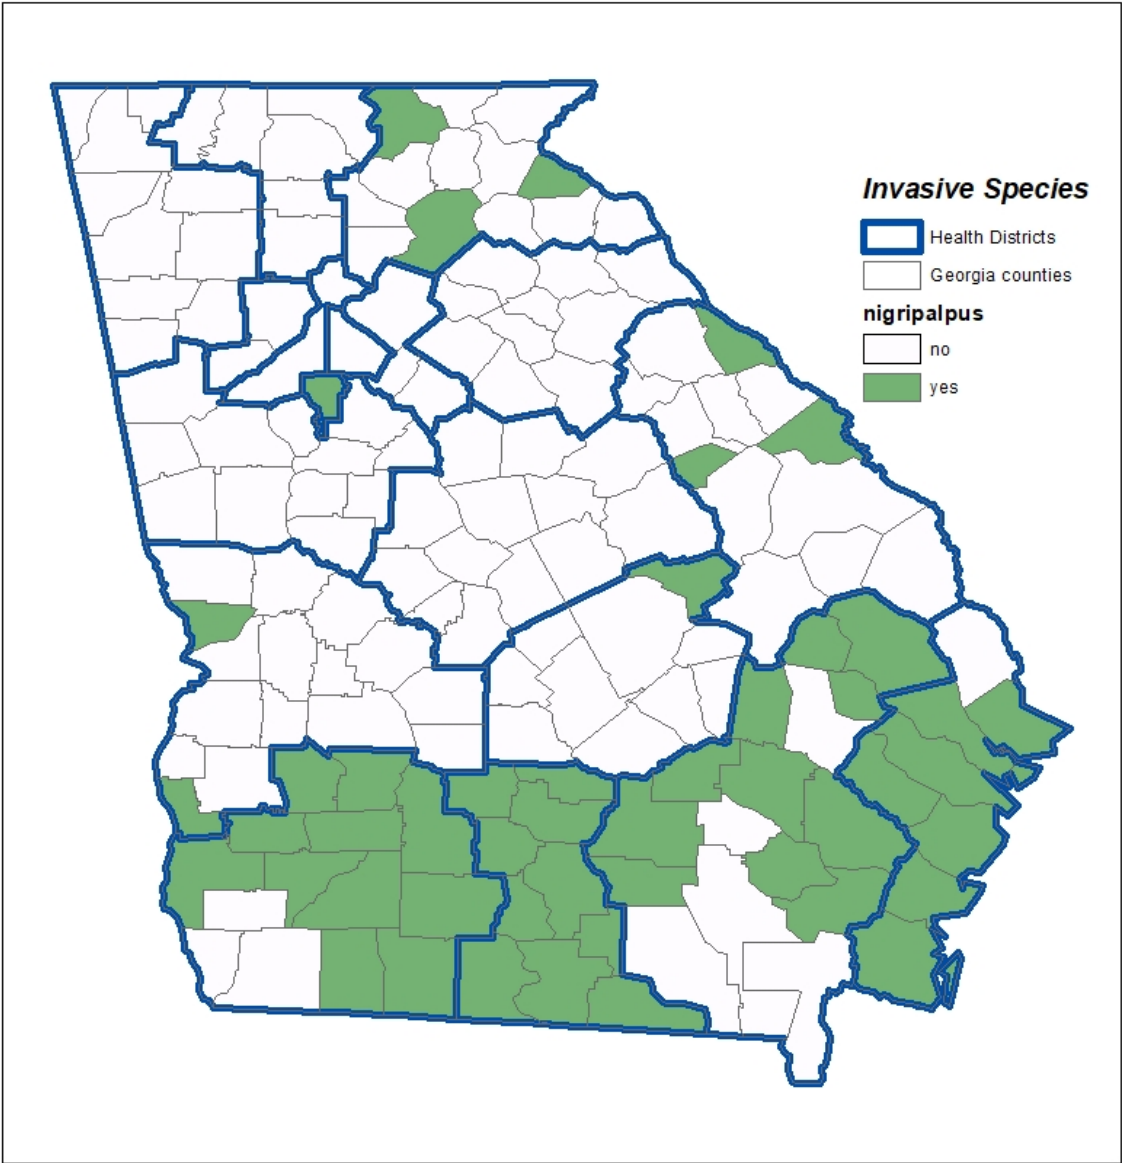 Invasive Species
Health Districts
Georgia counties
nigripalpus
no
yes